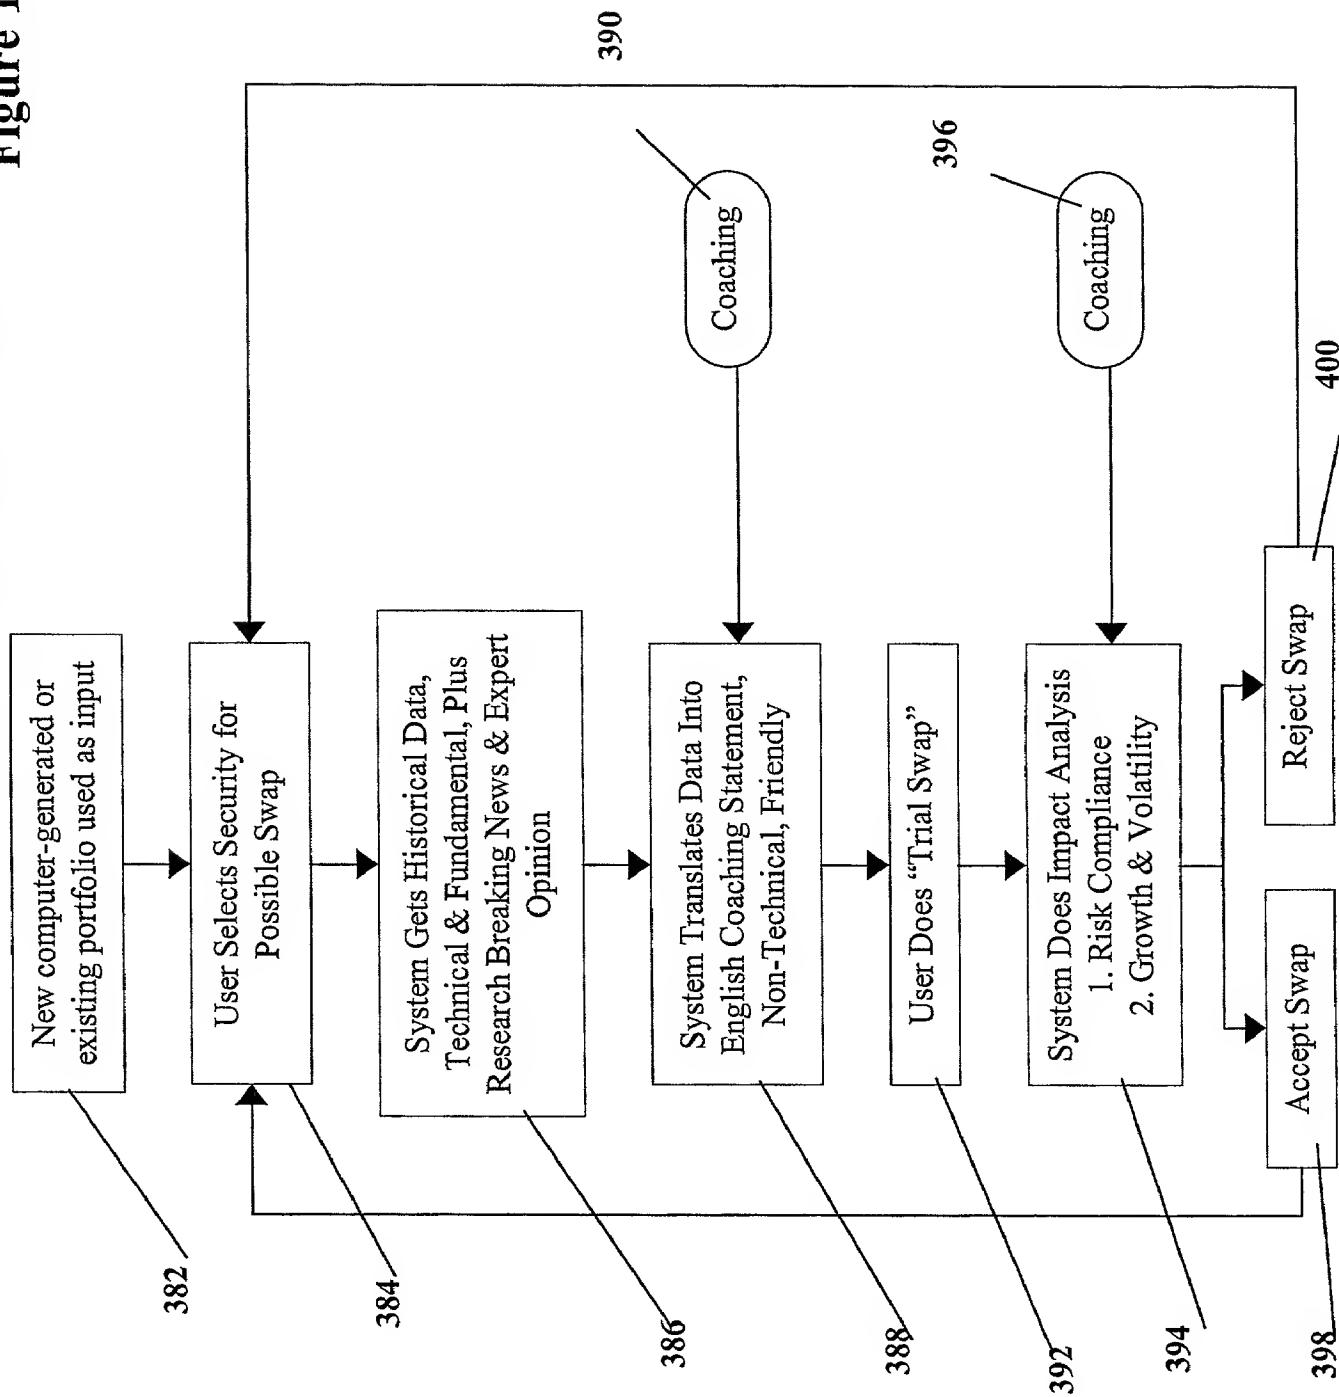 Figure 1
New computer-generated or
existing portfolio used as input
382
User Selects Security for
Possible Swap
384
System Gets Historical Data,
Technical & Fundamental, Plus
Research Breaking News & Expert
Opinion
386
System Translates Data Into
English Coaching Statement,
Non-Technical, Friendly
388
Coaching
390
User Does “Trial Swap”
392
System Does Impact Analysis
1. Risk Compliance
2. Growth & Volatility
394
Coaching
396
Accept Swap
398
Reject Swap
400